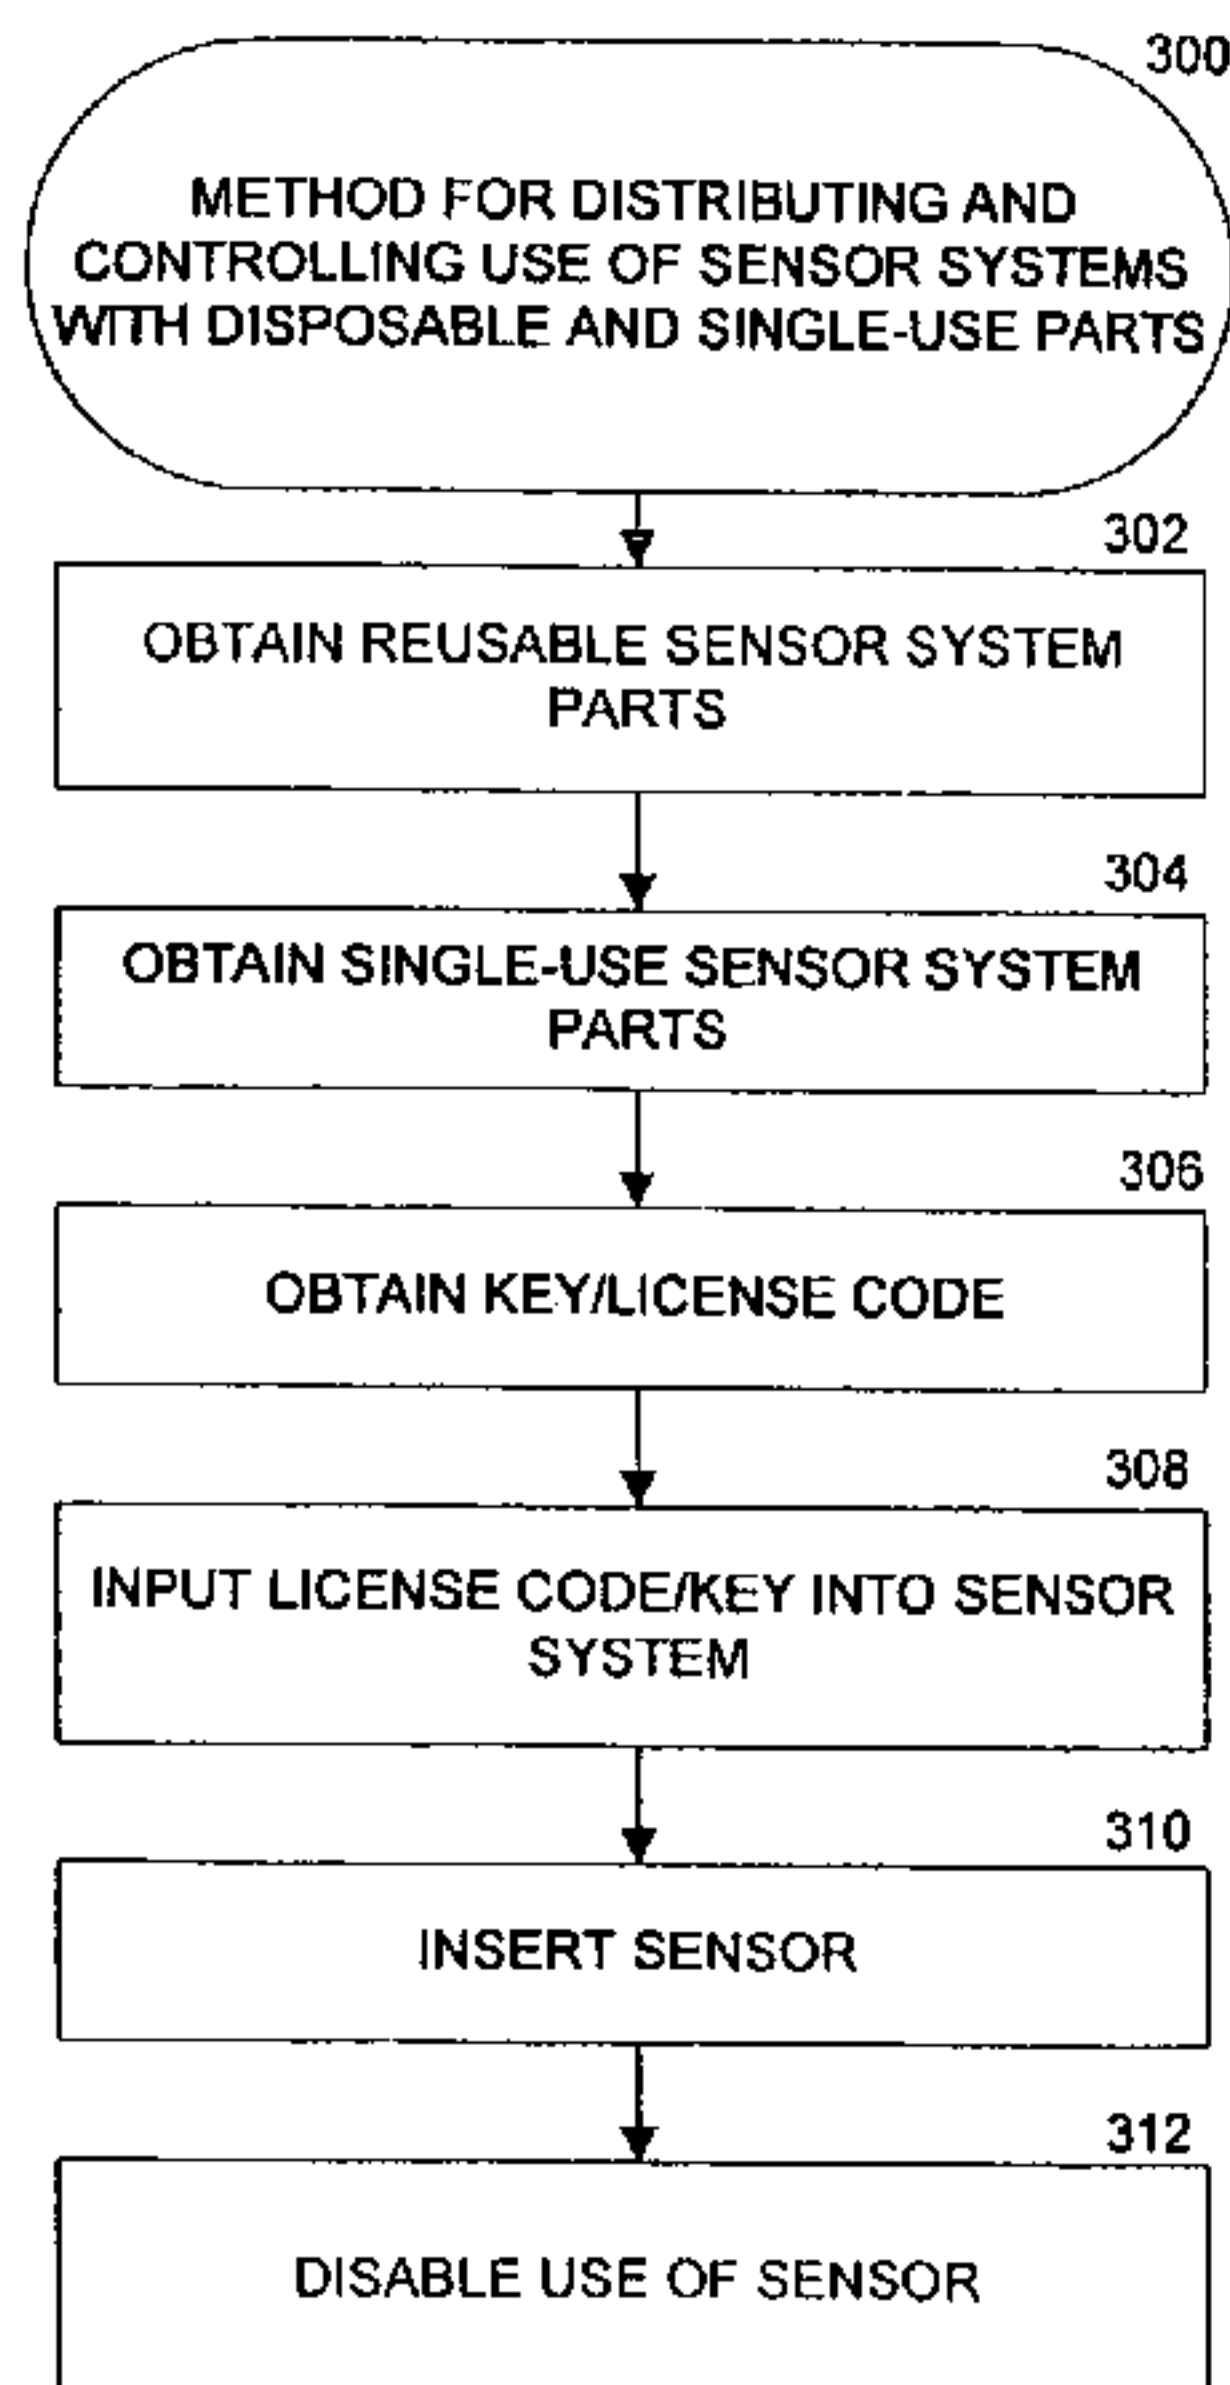 300
METHOD FOR DISTRIBUTING AND
CONTROLLING USE OF SENSOR SYSTEMS
WITH DISPOSABLE AND SINGLE-USE PARTS
302
OBTAIN REUSABLE SENSOR SYSTEM
PARTS
304
OBTAIN SINGLE-USE SENSOR SYSTEM
PARTS
306
OBTAIN KEY/LICENSE CODE
308
INPUT LICENSE CODE/KEY INTO SENSOR
SYSTEM
310
INSERT SENSOR
312
DISABLE USE OF SENSOR